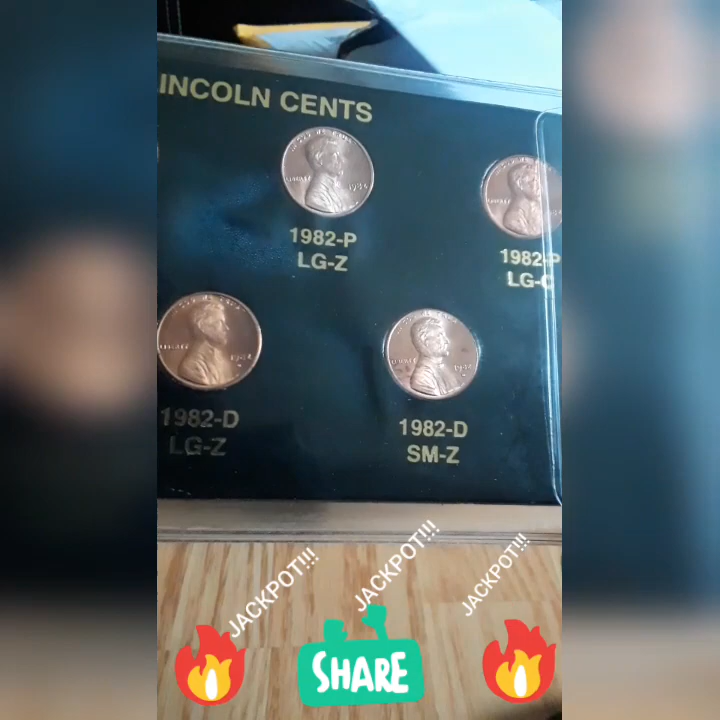 INCOLN CENTS
1982-P
LG-Z
1982-P
LG-C
1982-D
LG-Z
1982-D
SM-Z
JACKPOT!!!
JACKPOT!!!
JACKPOT!!!
SHARE